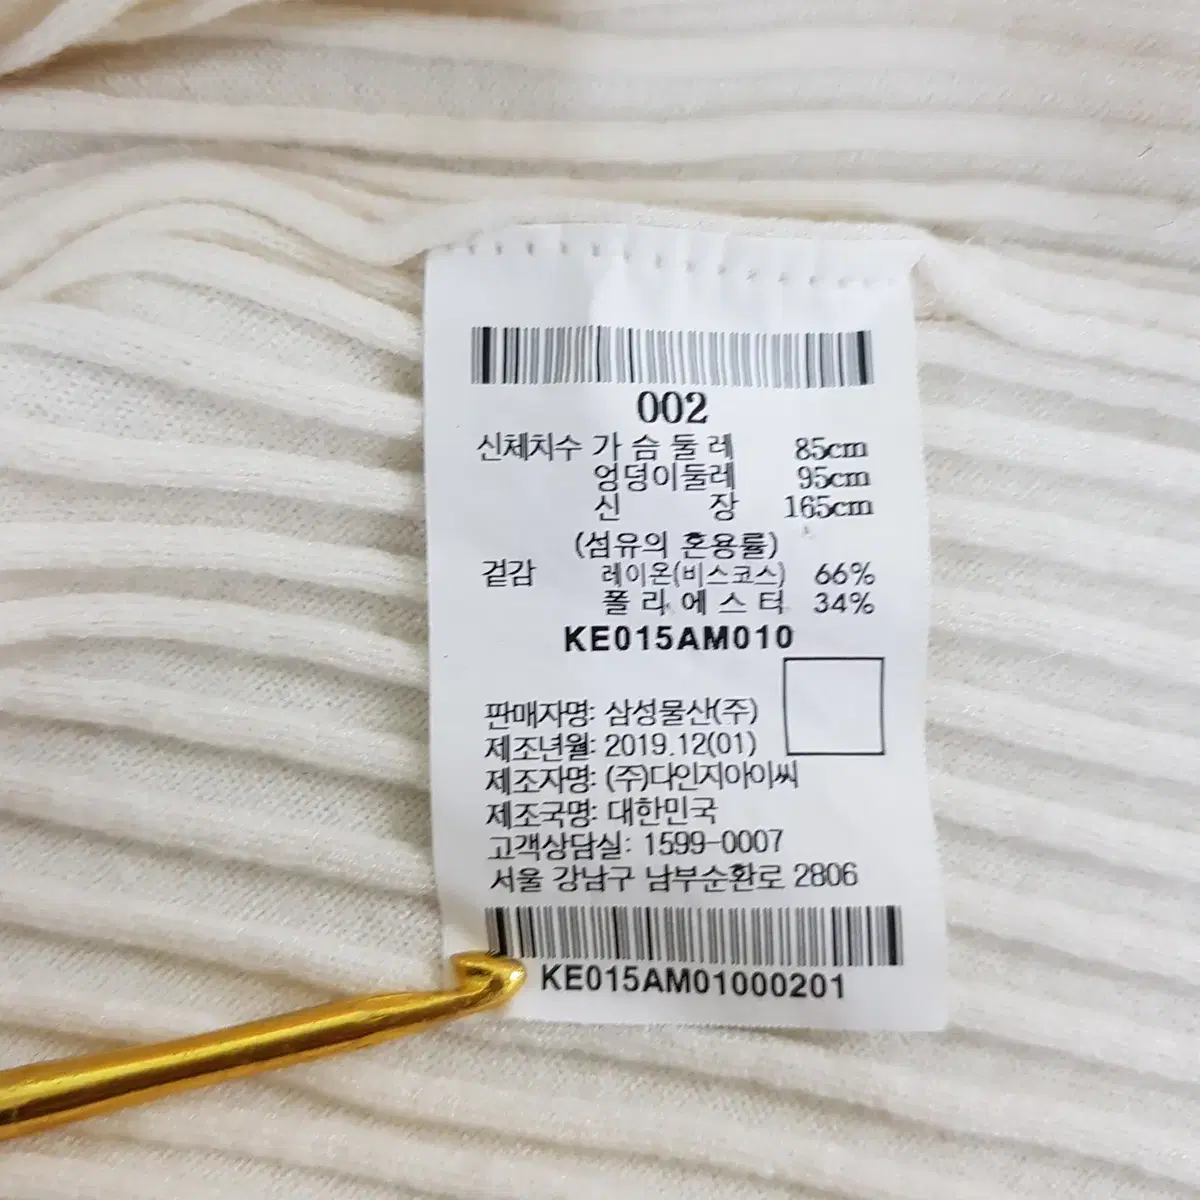 002
신체치수 가 슴 둘 레 85cm
엉덩이둘레 95cm
신 장 165cm
(섬유의 혼용률)
겉감 레이온(비스코스) 66%
폴 리 에 스 터 34%
KE015AM010
판매자명: 삼성물산(주)
제조년월: 2019.12(01)
제조자명: (주)다인지아이씨
제조국명: 대한민국
고객상담실: 1599-0007
서울 강남구 남부순환로 2806
KE015AM01000201